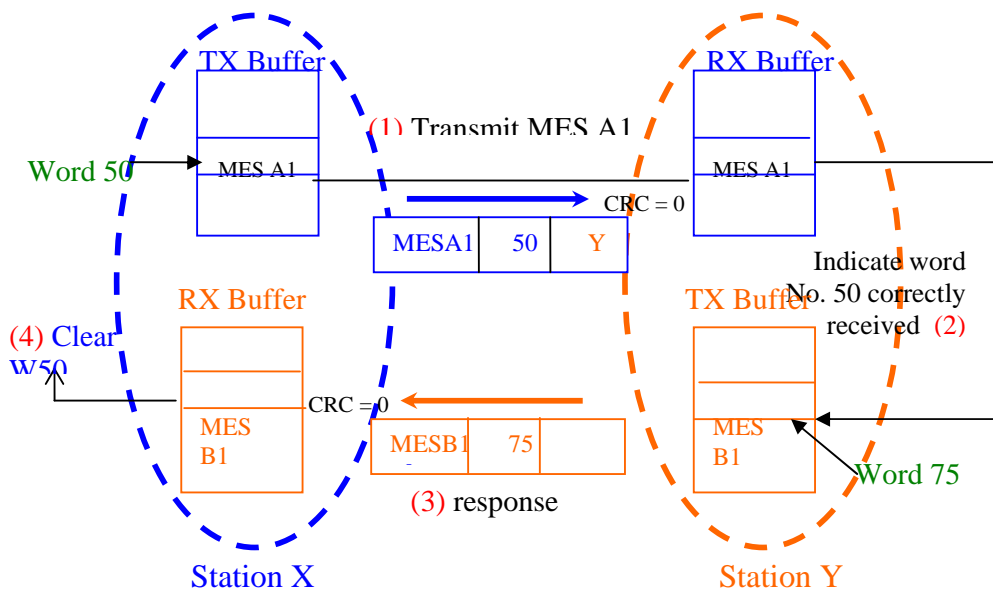 TX Buffer
RX Buffer
(1) Transmit MES A1
Word 50
MES A1
MES A1
CRC = 0
MESA1 50 Y
Indicate word
No. 50 correctly
received (2)
RX Buffer
TX Buffer
(4) Clear
W50
CRC = 0
MES
B1
MESB1 75
MES
B1
Word 75
(3) response
Station X
Station Y